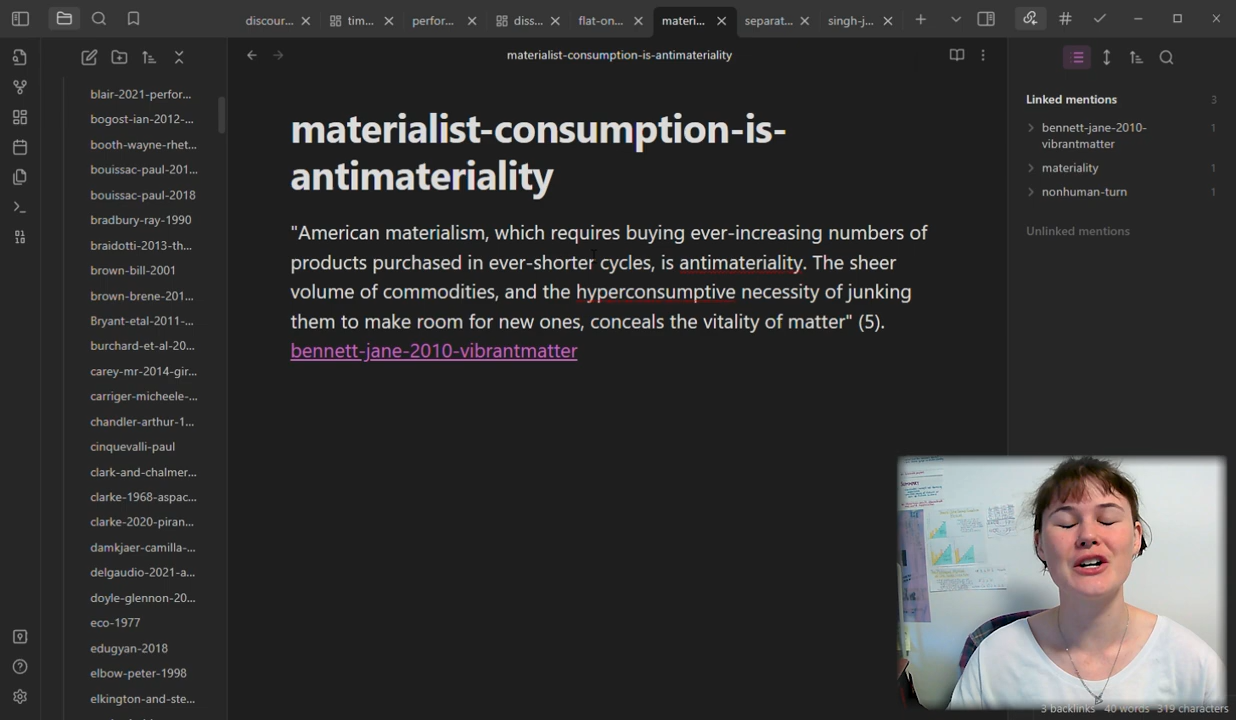 discour...
tim...
perfor...
diss...
flat-on...
materi...
separat...
singh-j...
materialist-consumption-is-antimateriality
blair-2021-perfor...
bogost-ian-2012-...
booth-wayne-rhet...
bouissac-paul-201...
bouissac-paul-2018
bradbury-ray-1990
braidotti-2013-th...
brown-bill-2001
brown-brene-201...
Bryant-etal-2011-...
burchard-et-al-20...
carey-mr-2014-gir...
carriger-micheele-...
chandler-arthur-1...
cinquevalli-paul
clark-and-chalmer...
clarke-1968-aspac...
clarke-2020-piran...
damkjaer-camilla-...
delgaudio-2021-a...
doyle-glennon-20...
eco-1977
edugyan-2018
elbow-peter-1998
elkington-and-ste...
materialist-consumption-is-
antimateriality
"American materialism, which requires buying ever-increasing numbers of
products purchased in ever-shorter cycles, is antimateriality. The sheer
volume of commodities, and the hyperconsumptive necessity of junking
them to make room for new ones, conceals the vitality of matter" (5).
bennett-jane-2010-vibrantmatter
Linked mentions 3
bennett-jane-2010- 1
vibrantmatter
materiality 1
nonhuman-turn 1
Unlinked mentions
3 backlinks 40 words 319 characters